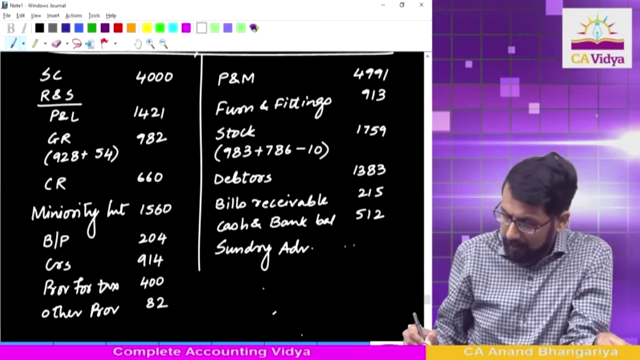 Note1 - Windows Journal
File Edit View Insert Actions Tools Help
SC 4000
R&S
P&L 1421
GR 982
(928 + 54)
CR 660
Miniority Int 1560
B/P 204
Crs 914
Prov for tax 400
other Prov 82
P&M 4991
Furn & Fittings 913
Stock 1759
(983+786-10)
Debtors 1383
Bills receivable 215
Cash & Bank bal 512
Sundry Adv.
CA Vidya
Complete Accounting Vidya
CA Anand Bhangariya